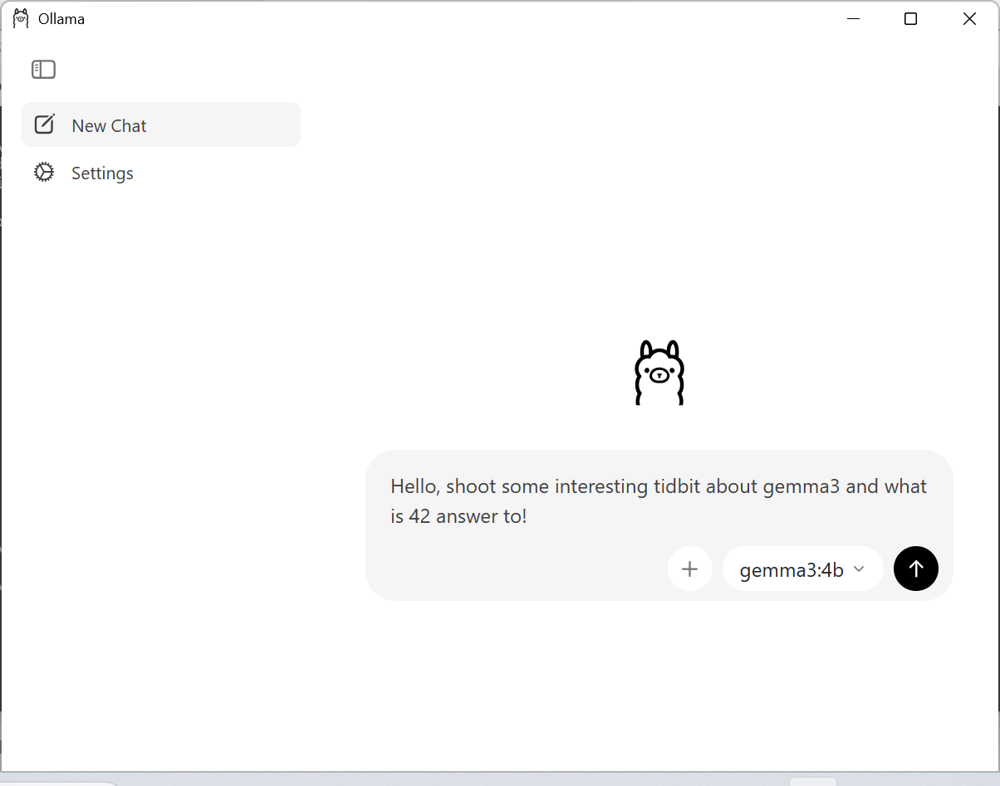 Ollama
New Chat
Settings
Hello, shoot some interesting tidbit about gemma3 and what
is 42 answer to!
gemma3:4b